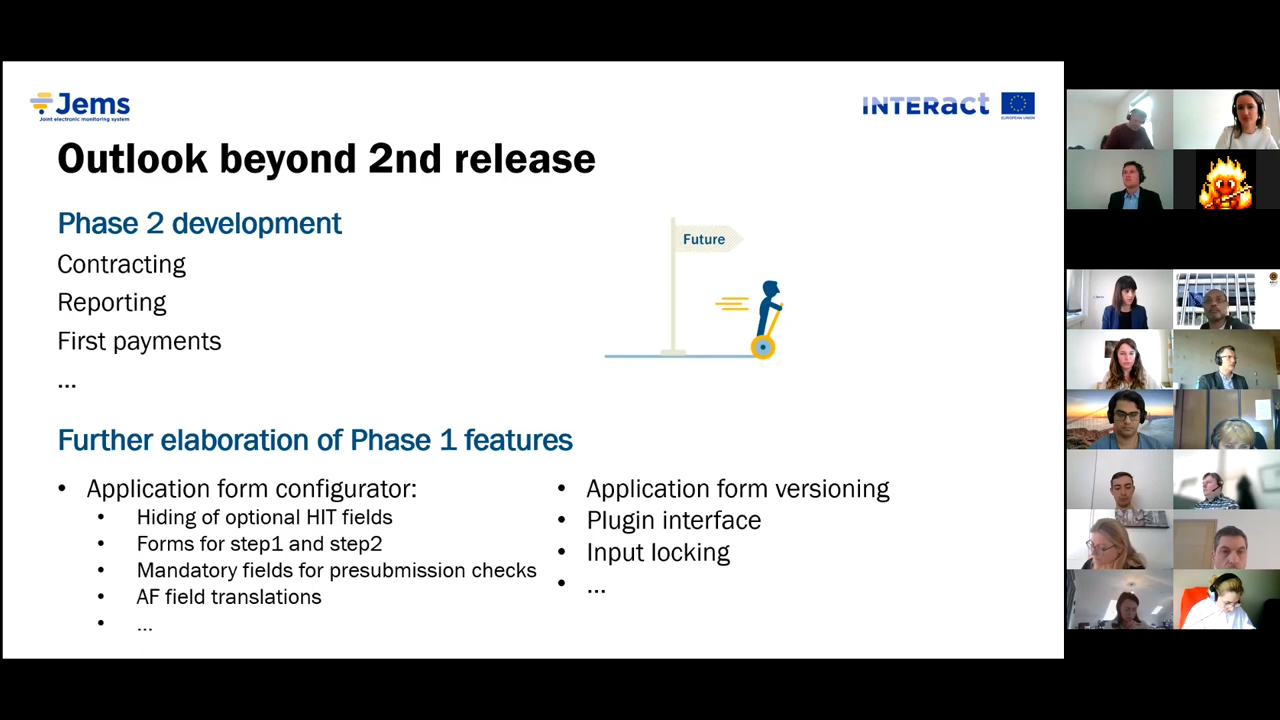 Jems
Joint electronic monitoring system
INTERact
EUROPEAN UNION
Outlook beyond 2nd release
Phase 2 development
Contracting
Reporting
First payments
...
Future
Further elaboration of Phase 1 features
• Application form configurator:
• Hiding of optional HIT fields
• Forms for step1 and step2
• Mandatory fields for presubmission checks
• AF field translations
• ...
• Application form versioning
• Plugin interface
• Input locking
• ...